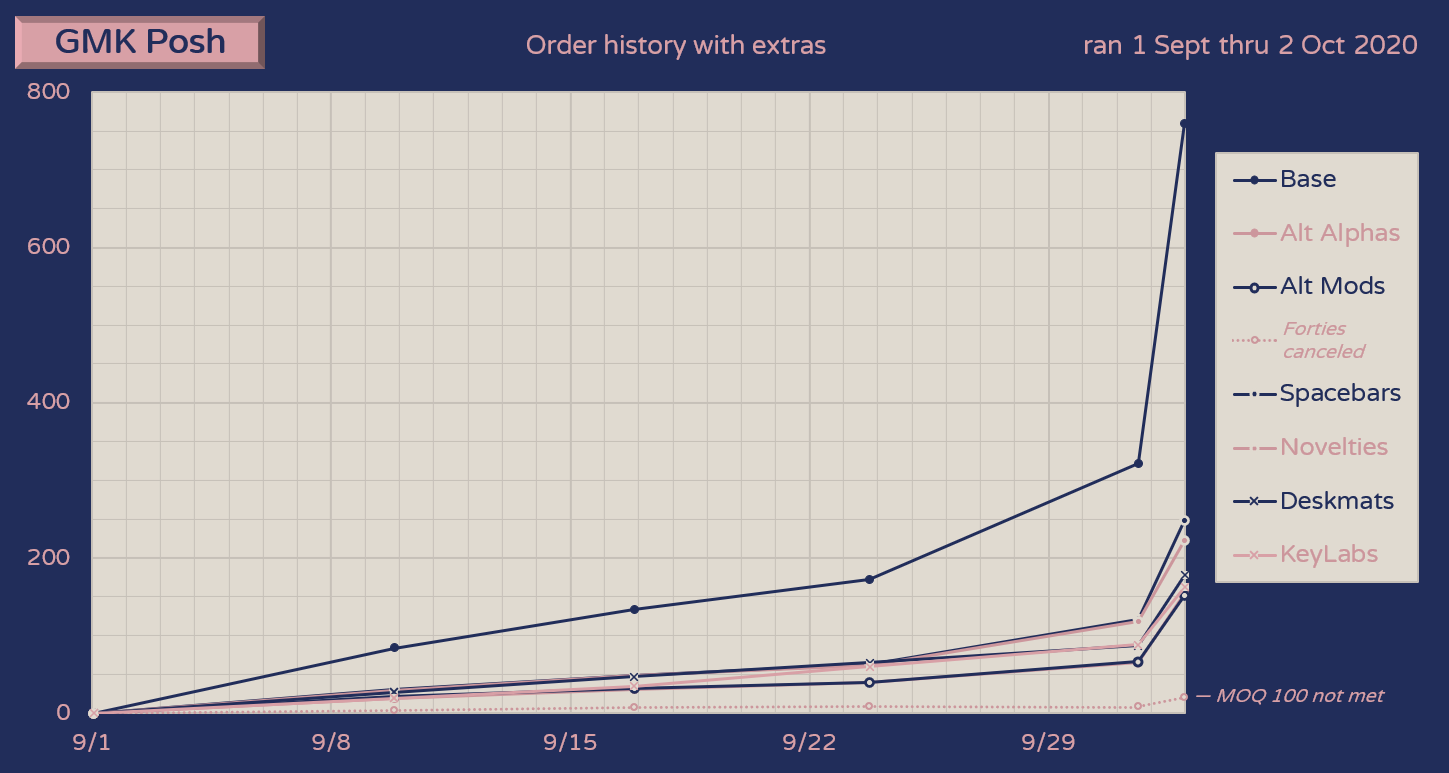 GMK Posh
Order history with extras
ran 1 Sept thru 2 Oct 2020
800
600
400
200
0
9/1
9/8
9/15
9/22
9/29
Base
Alt Alphas
Alt Mods
Forties
canceled
Spacebars
Novelties
Deskmats
KeyLabs
— MOQ 100 not met